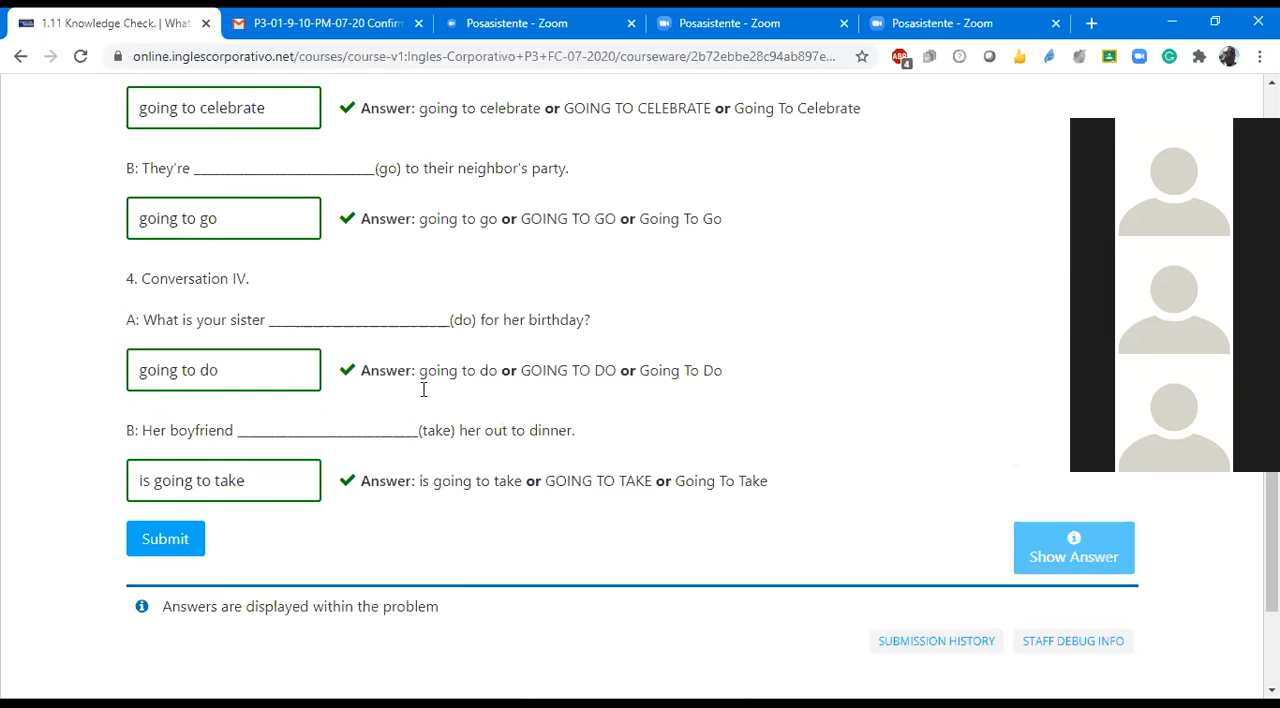 1.11 Knowledge Check. | What
P3-01-9-10-PM-07-20 Confirm
Posasistente - Zoom
Posasistente - Zoom
Posasistente - Zoom
online.inglescorporativo.net/courses/course-v1:Ingles-Corporativo+P3+FC-07-2020/courseware/2b72ebbe28c94ab897e...
4
going to celebrate Answer: going to celebrate or GOING TO CELEBRATE or Going To Celebrate
B: They're ________________________(go) to their neighbor's party.
going to go Answer: going to go or GOING TO GO or Going To Go
4. Conversation IV.
A: What is your sister ________________________(do) for her birthday?
going to do Answer: going to do or GOING TO DO or Going To Do
B: Her boyfriend ________________________(take) her out to dinner.
is going to take Answer: is going to take or GOING TO TAKE or Going To Take
Submit
Show Answer
Answers are displayed within the problem
SUBMISSION HISTORY STAFF DEBUG INFO